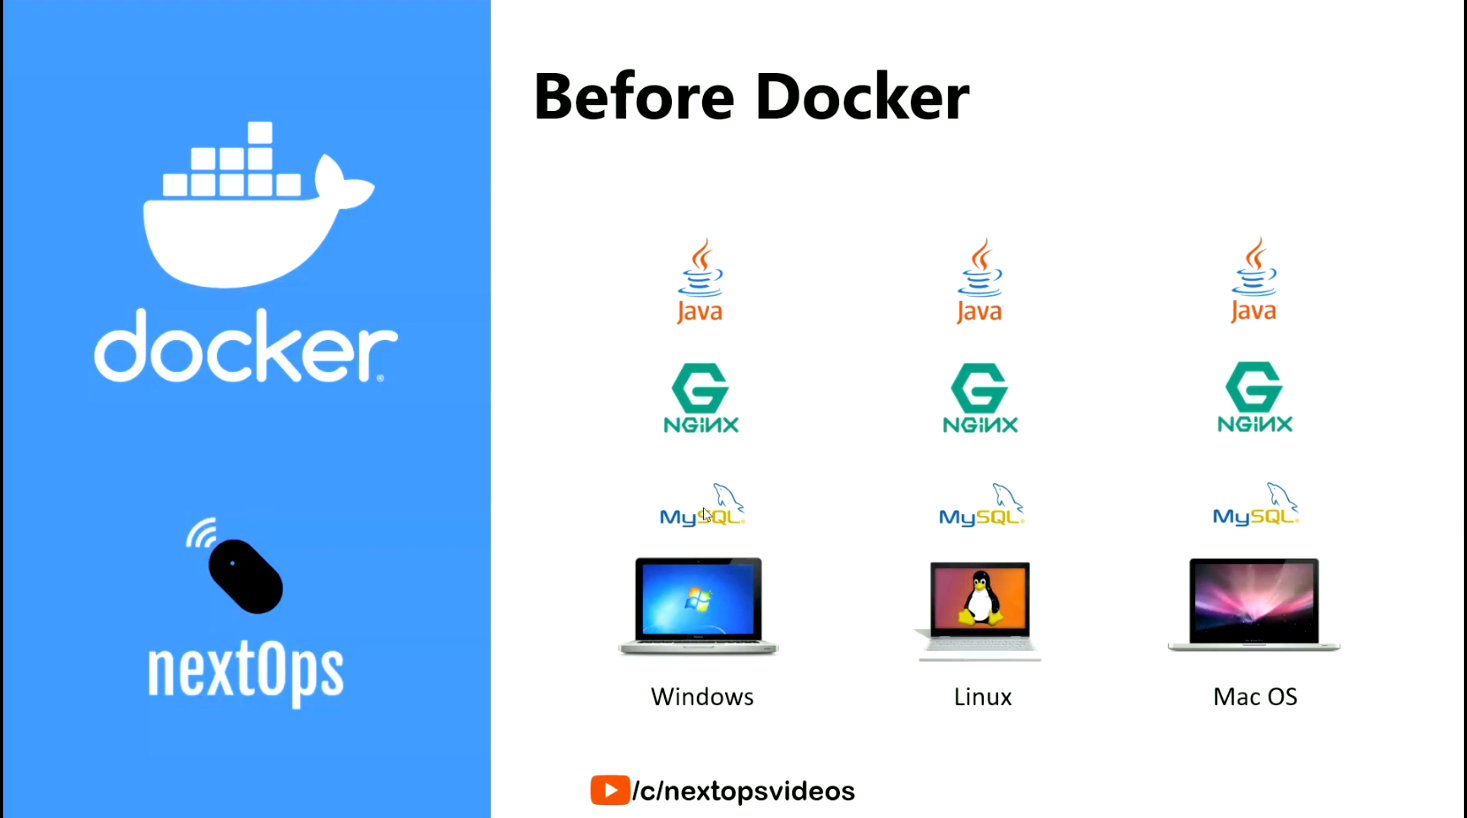 Before Docker
docker
nextOps
Java
Java
Java
NGINX
NGINX
NGINX
MySQL
MySQL
MySQL
Windows
Linux
Mac OS
/c/nextopsvideos